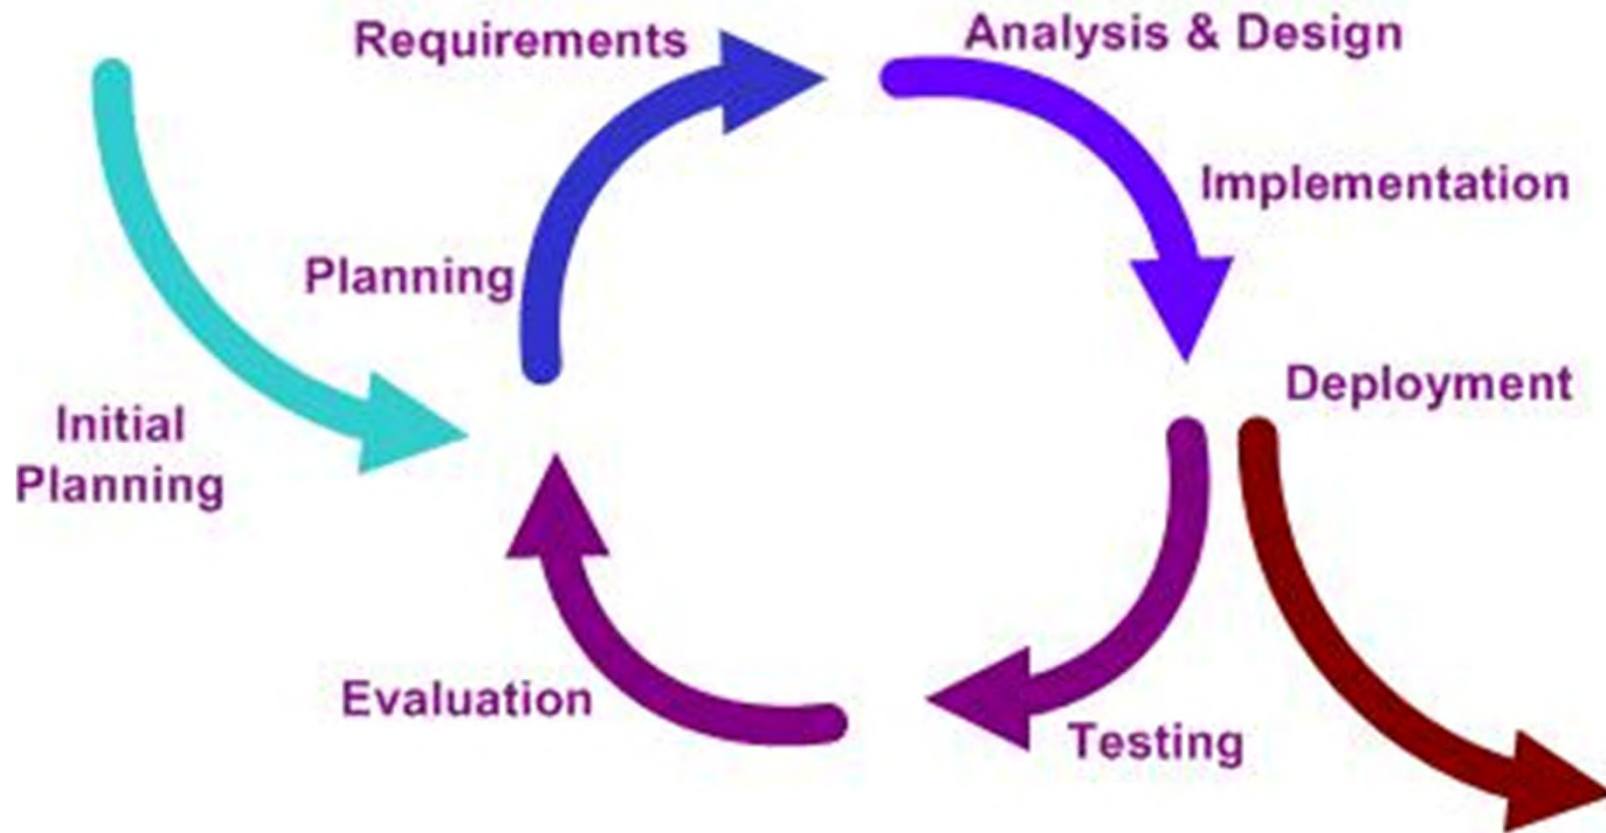 Requirements
Analysis & Design
Implementation
Planning
Deployment
Initial
Planning
Evaluation
Testing